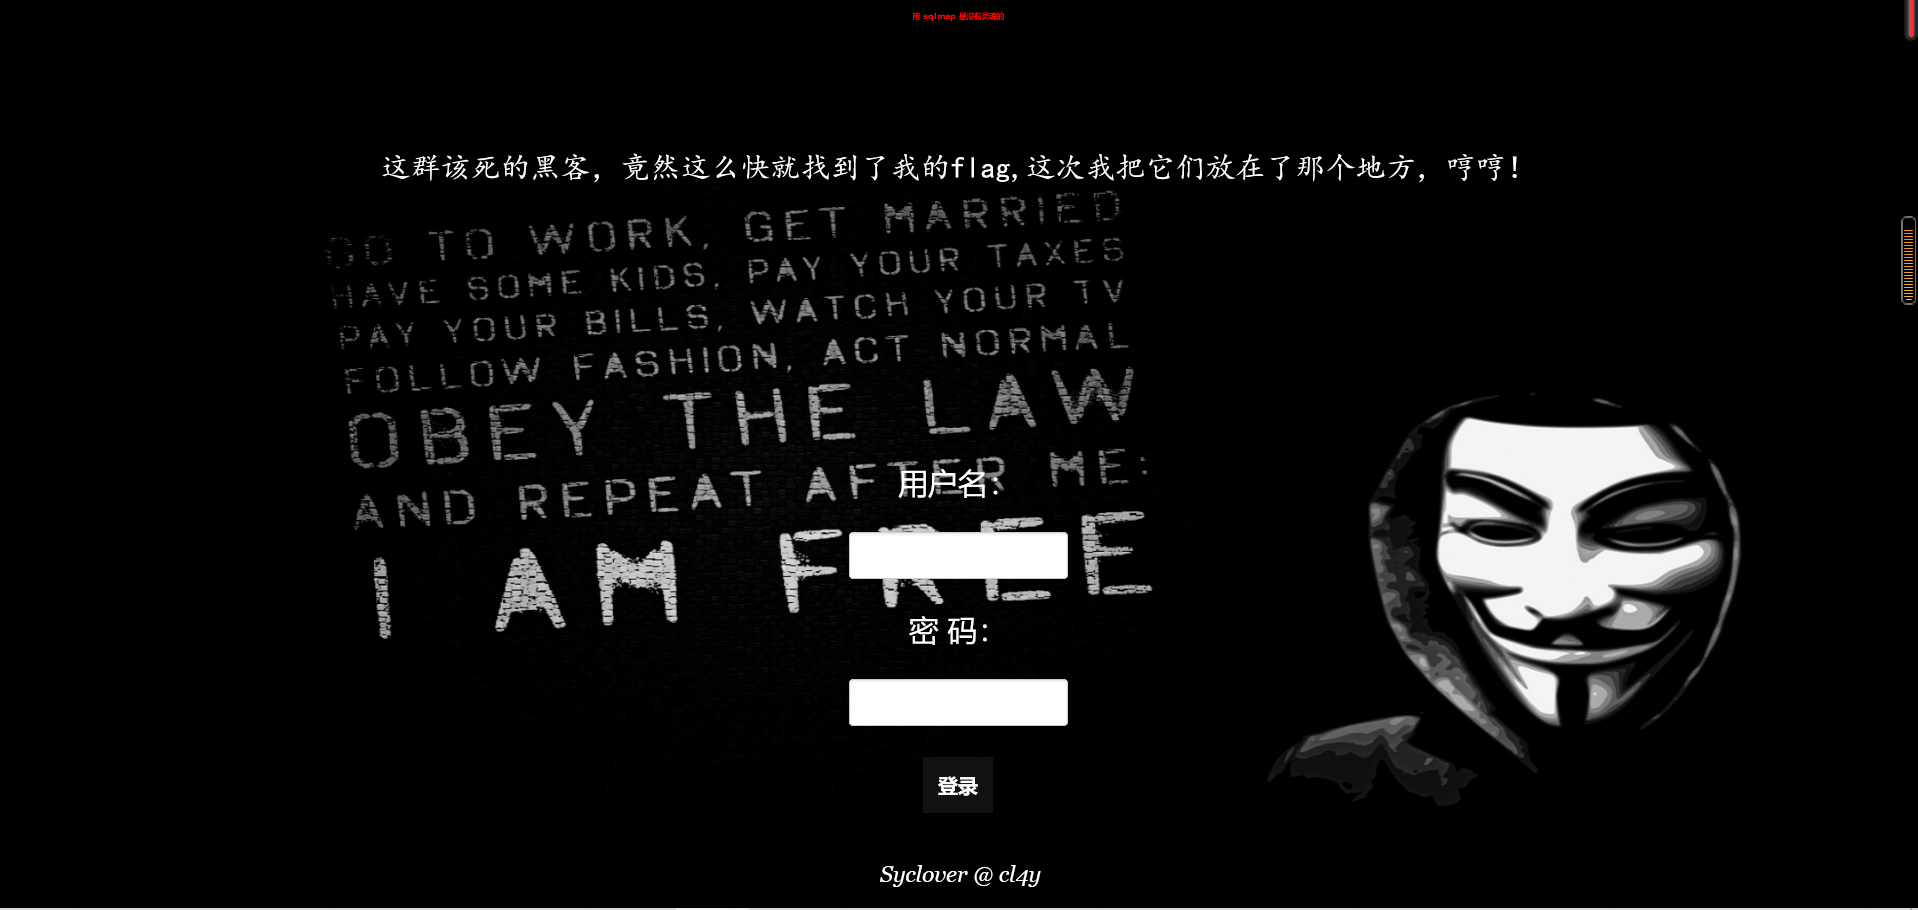 用 sqlmap 是没有灵魂的
这群该死的黑客，竟然这么快就找到了我的flag,这次我把它们放在了那个地方，哼哼！
GO TO WORK, GET MARRIED
HAVE SOME KIDS, PAY YOUR TAXES
PAY YOUR BILLS, WATCH YOUR TV
FOLLOW FASHION, ACT NORMAL
OBEY THE LAW
AND REPEAT AFTER ME:
I AM FREE
用户名：
密 码：
登录
Syclover @ cl4y